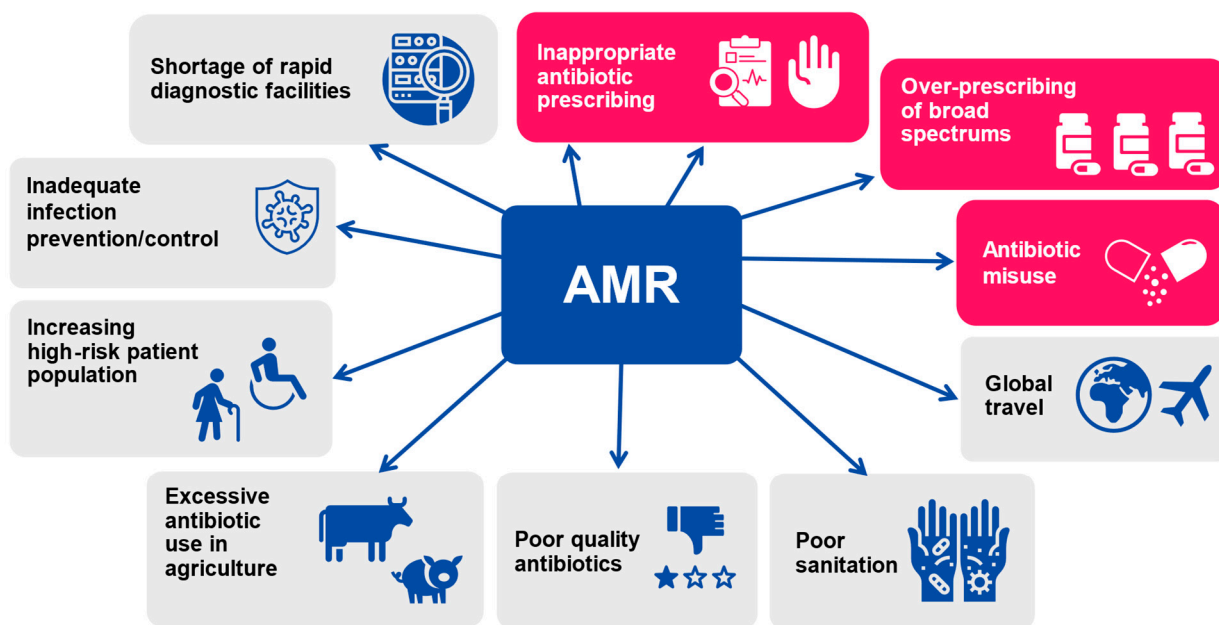 Shortage of rapid
diagnostic facilities
Inappropriate
antibiotic
prescribing
Over-prescribing
of broad
spectrums
Inadequate
infection
prevention/control
AMR
Antibiotic
misuse
Increasing
high-risk patient
population
Global
travel
Excessive
antibiotic
use in
agriculture
Poor quality
antibiotics
Poor
sanitation